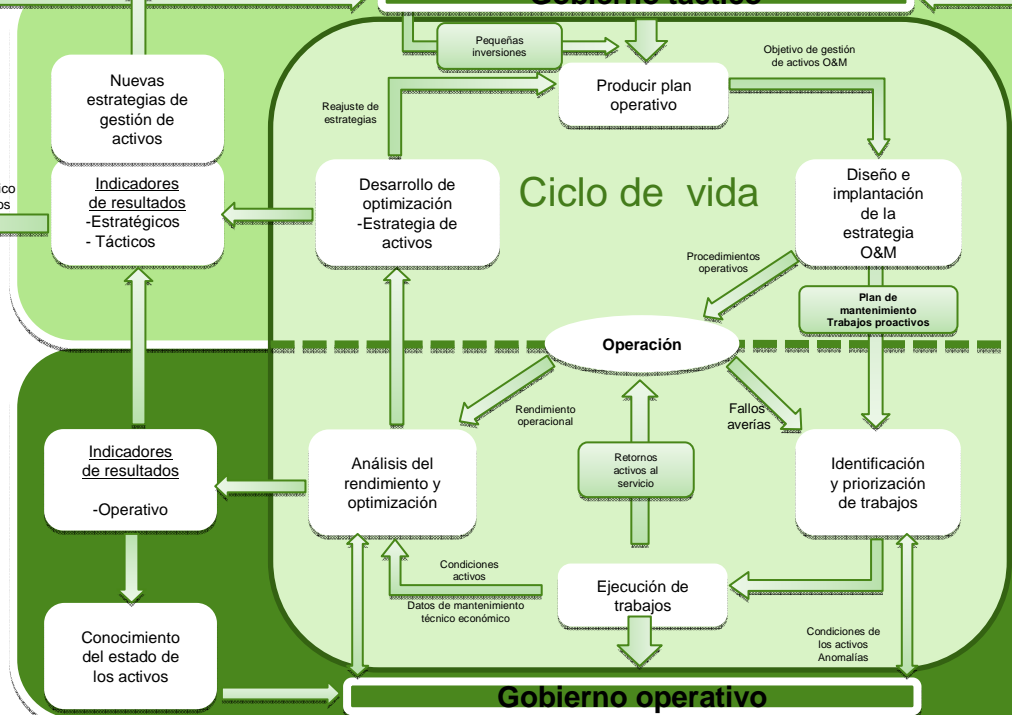 Gobierno táctico
Pequeñas
inversiones
Objetivo de gestión
de activos O&M
Nuevas
estrategias de
gestión de
activos
Producir plan
operativo
Reajuste de
estrategias
Indicadores
de resultados
-Estratégicos
- Tácticos
Desarrollo de
optimización
-Estrategia de
activos
Ciclo de  vida
Diseño e
implantación
de la
estrategia
O&M
Procedimientos
operativos
Plan de
mantenimiento
Trabajos proactivos
Operación
Rendimiento
operacional
Fallos
averías
Indicadores
de resultados
-Operativo
Análisis del
rendimiento y
optimización
Retornos
activos al
servicio
Identificación
y priorización
de trabajos
Condiciones
activos
Datos de mantenimiento
técnico económico
Ejecución de
trabajos
Conocimiento
del estado de
los activos
Condiciones de
los activos
Anomalías
Gobierno operativo